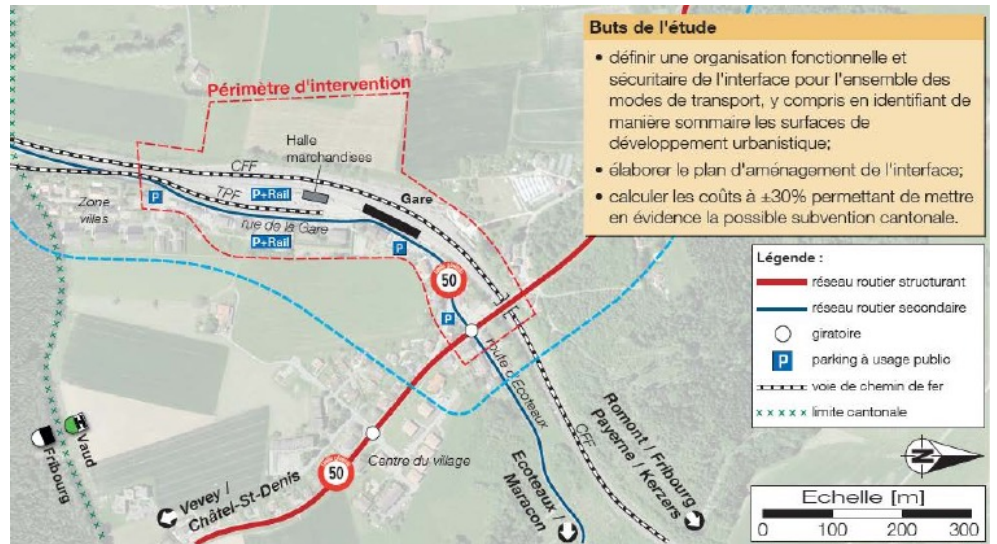 Buts de l'étude
• définir une organisation fonctionnelle et
sécuritaire de l'interface pour l'ensemble des
modes de transport, y compris en identifiant de
manière sommaire les surfaces de
développement urbanistique;
• élaborer le plan d'aménagement de l'interface;
• calculer les coûts à ±30% permettant de mettre
en évidence la possible subvention cantonale.
Périmètre d'intervention
Halle
marchandises
CFF
TPF
P+Rail
Gare
P
Zone
villas
rue de la Gare
P+Rail
P
50
P
route d'Ecoteaux
Légende :
réseau routier structurant
réseau routier secondaire
giratoire
P parking à usage public
voie de chemin de fer
limite cantonale
Vaud
Fribourg
Centre du village
50
Vevey /
Châtel-St-Denis
CFF
Ecoteaux /
Maracon
Romont / Fribourg
Payerne / Kerzers
N
Echelle [m]
0 100 200 300